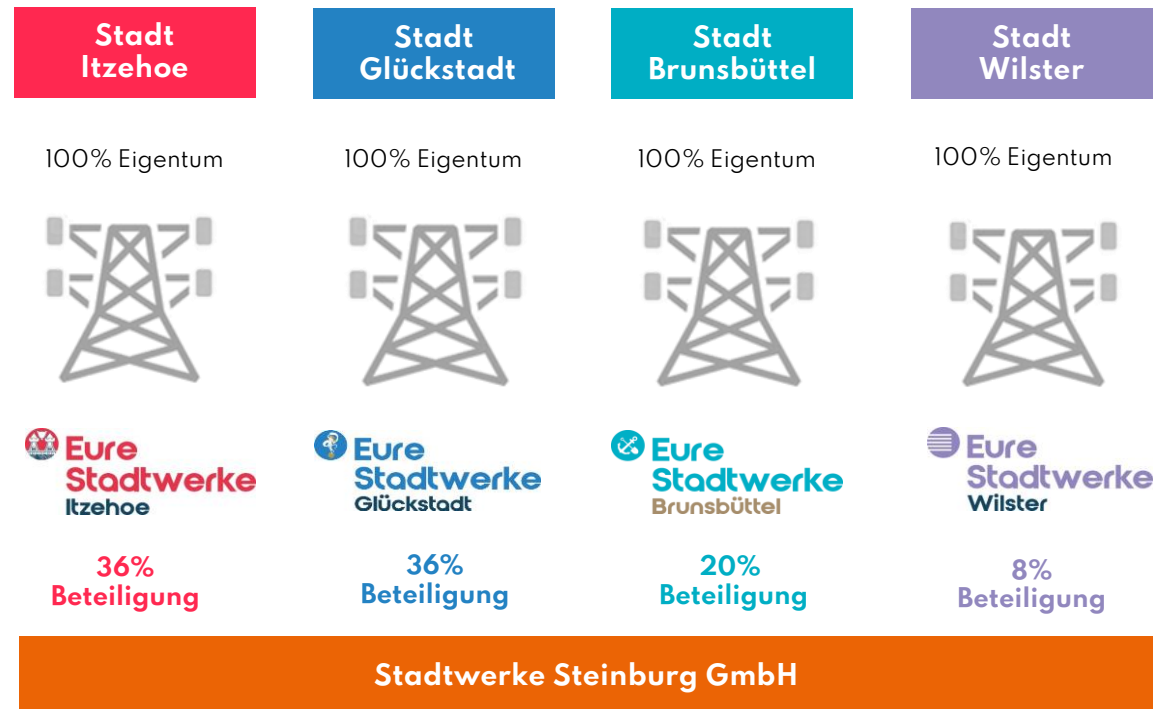 Stadt
Itzehoe
Stadt
Glückstadt
Stadt
Brunsbüttel
Stadt
Wilster
100% Eigentum
100% Eigentum
100% Eigentum
100% Eigentum
Eure
Stadtwerke
Itzehoe
Eure
Stadtwerke
Glückstadt
Eure
Stadtwerke
Brunsbüttel
Eure
Stadtwerke
Wilster
36%
Beteiligung
36%
Beteiligung
20%
Beteiligung
8%
Beteiligung
Stadtwerke Steinburg GmbH